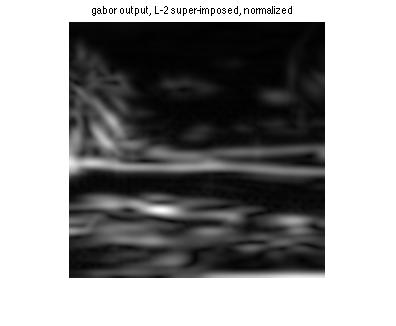 gabor output, L-2 super-imposed, normalized